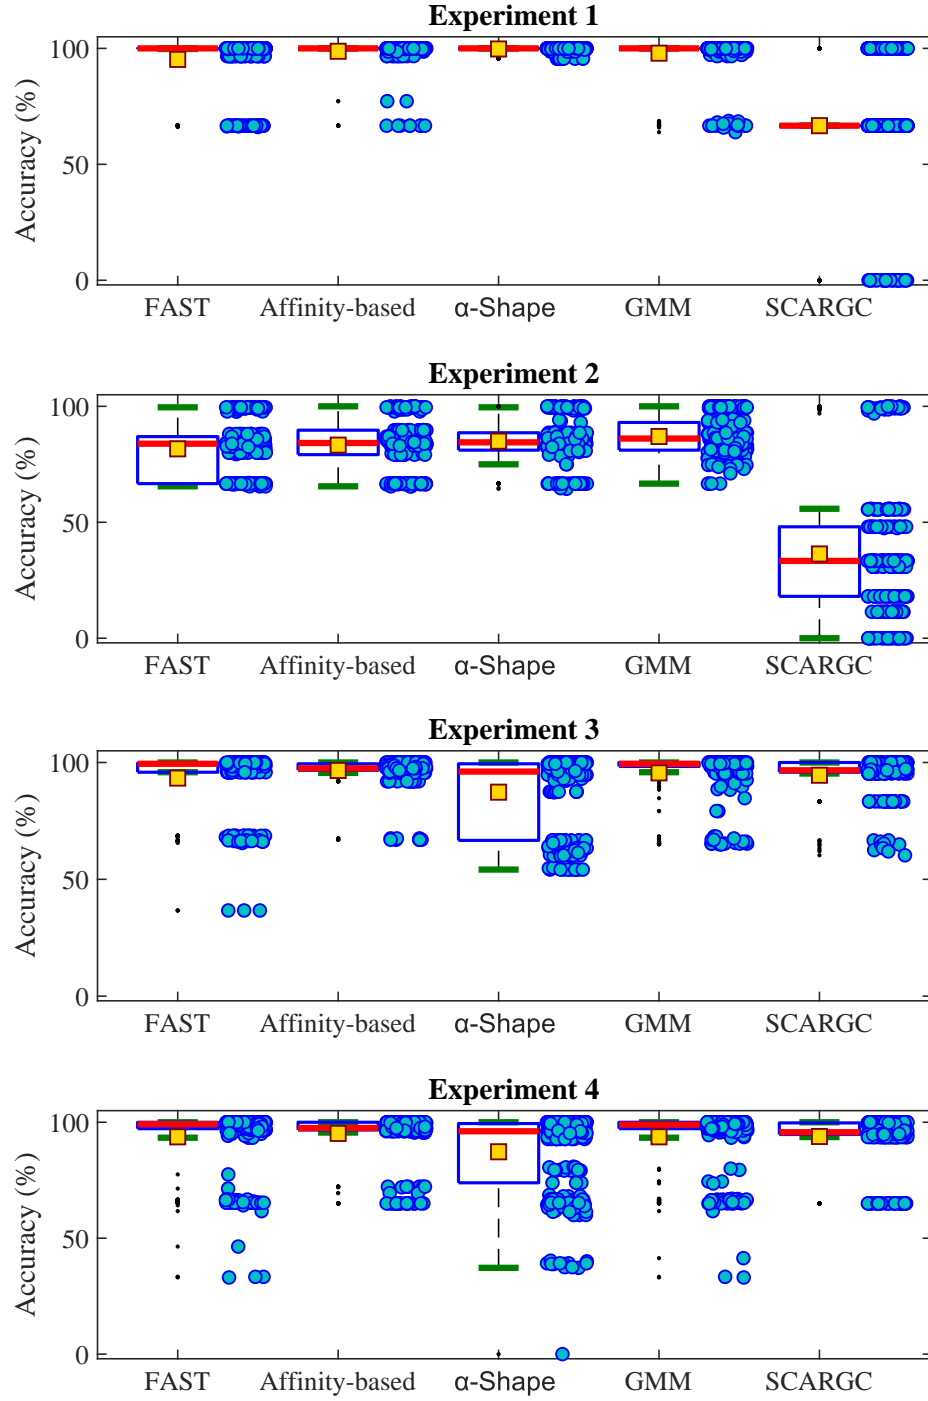 Experiment 1
100
50
0
Accuracy (%)
FAST Affinity-based α-Shape GMM SCARGC
Experiment 2
100
50
0
Accuracy (%)
FAST Affinity-based α-Shape GMM SCARGC
Experiment 3
100
50
0
Accuracy (%)
FAST Affinity-based α-Shape GMM SCARGC
Experiment 4
100
50
0
Accuracy (%)
FAST Affinity-based α-Shape GMM SCARGC